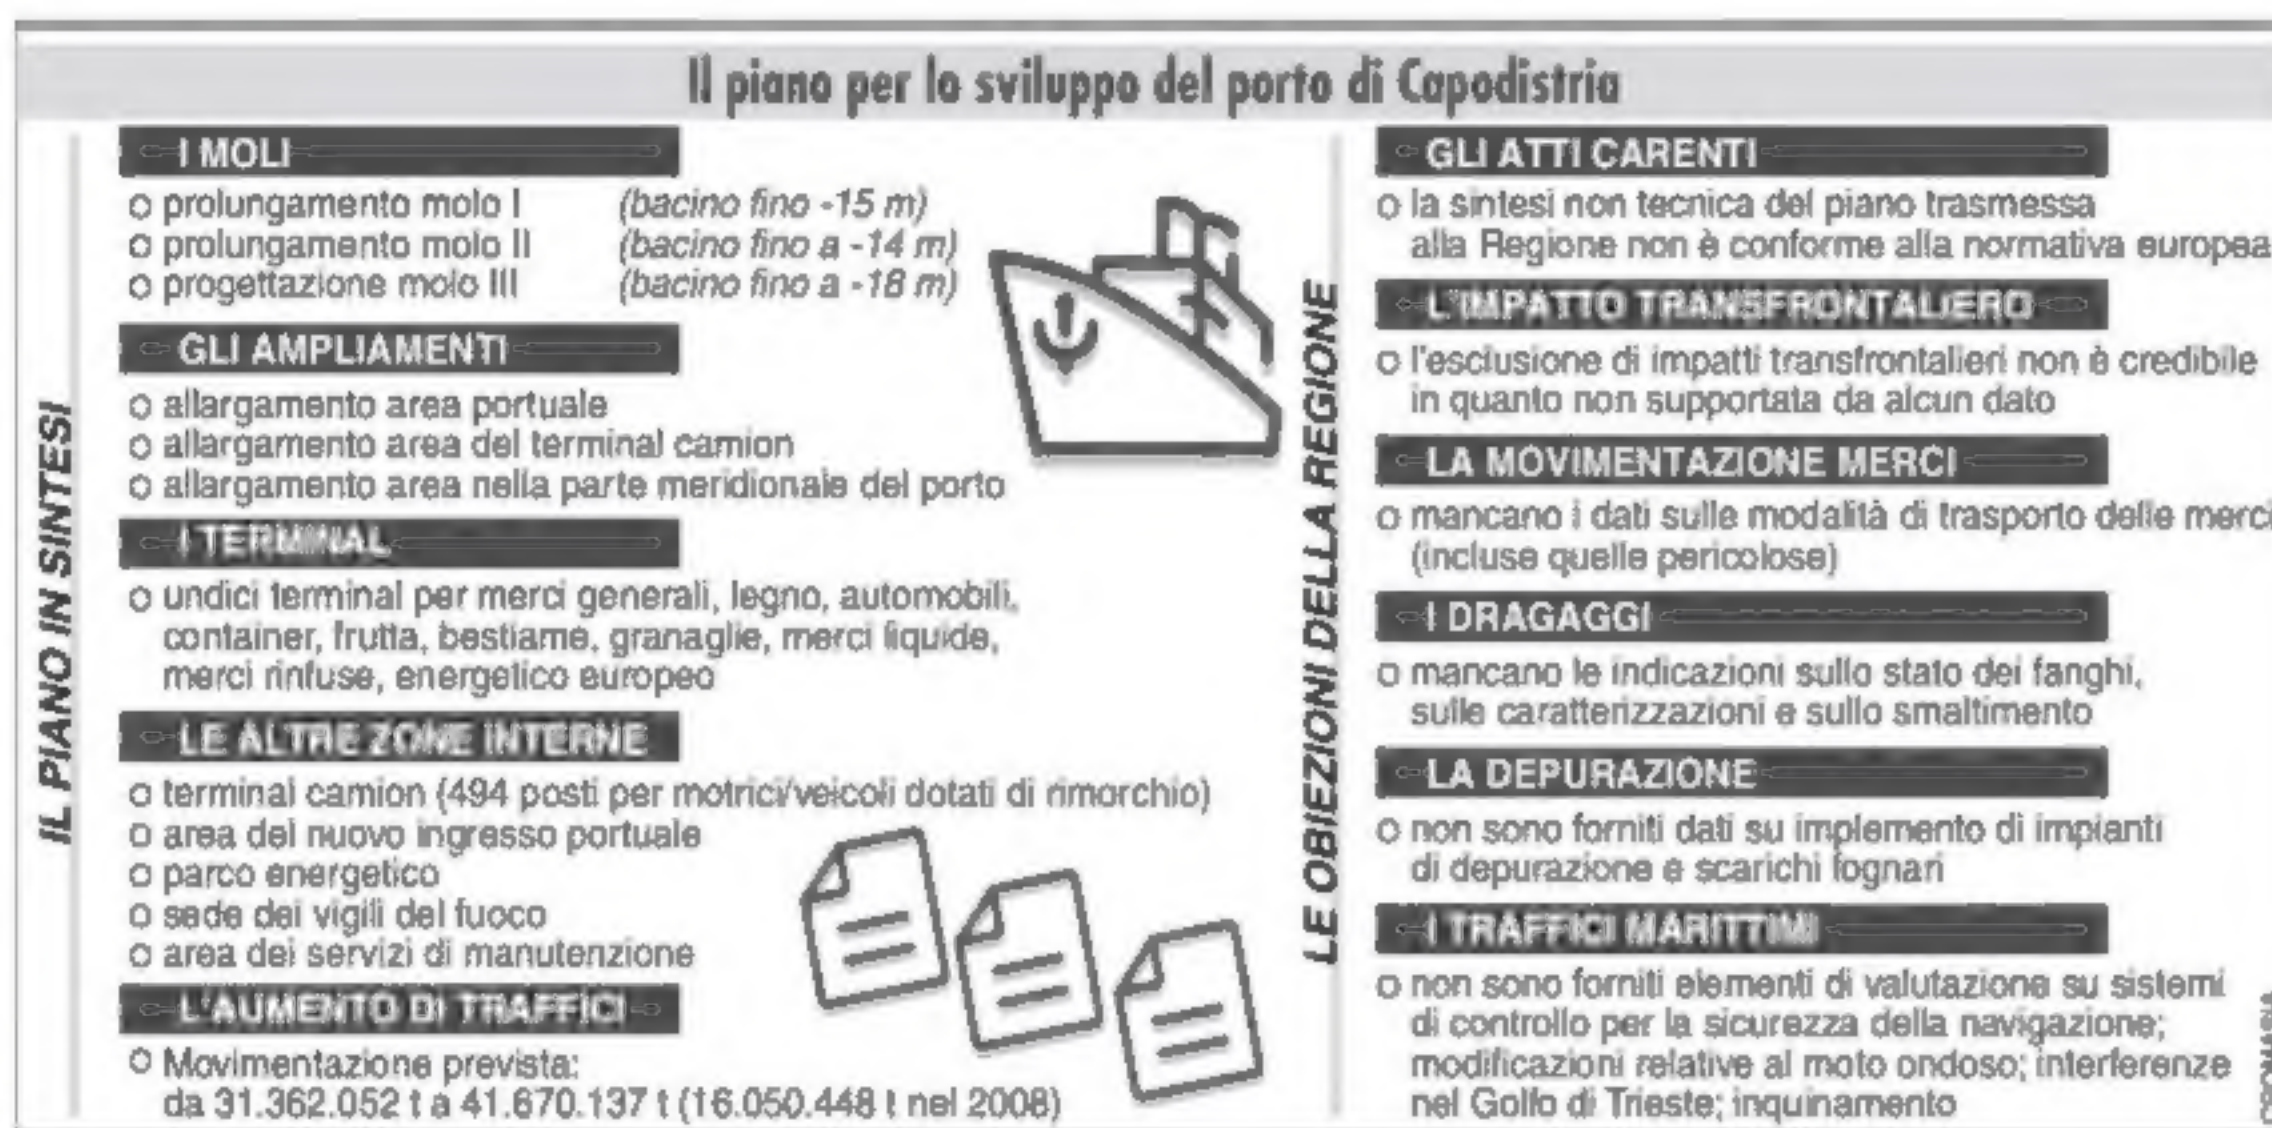 Il piano per lo sviluppo del porto di Capodistria
IL PIANO IN SINTESI
I MOLI
o prolungamento molo I (bacino fino -15 m)
o prolungamento molo II (bacino fino a -14 m)
o progettazione molo III (bacino fino a -18 m)
GLI AMPLIAMENTI
o allargamento area portuale
o allargamento area del terminal camion
o allargamento area nella parte meridionale del porto
I TERMINAL
o undici terminal per merci generali, legno, automobili,
container, frutta, bestiame, granaglie, merci liquide,
merci rinfuse, energetico europeo
LE ALTRE ZONE INTERNE
o terminal camion (494 posti per motrici/veicoli dotati di rimorchio)
o area del nuovo ingresso portuale
o parco energetico
o sede dei vigili del fuoco
o area dei servizi di manutenzione
L'AUMENTO DI TRAFFICI
o Movimentazione prevista:
da 31.362.052 t a 41.670.137 t (16.050.448 t nel 2008)
LE OBIEZIONI DELLA REGIONE
GLI ATTI CARENTI
o la sintesi non tecnica del piano trasmessa
alla Regione non è conforme alla normativa europea
L'IMPATTO TRANSFRONTALIERO
o l'esclusione di impatti transfrontalieri non è credibile
in quanto non supportata da alcun dato
LA MOVIMENTAZIONE MERCI
o mancano i dati sulle modalità di trasporto delle merci
(incluse quelle pericolose)
I DRAGAGGI
o mancano le indicazioni sullo stato dei fanghi,
sulle caratterizzazioni e sullo smaltimento
LA DEPURAZIONE
o non sono forniti dati su implemento di impianti
di depurazione e scarichi fognari
I TRAFFICI MARITTIMI
o non sono forniti elementi di valutazione su sistemi
di controllo per la sicurezza della navigazione;
modificazioni relative al moto ondoso; interferenze
nel Golfo di Trieste; inquinamento